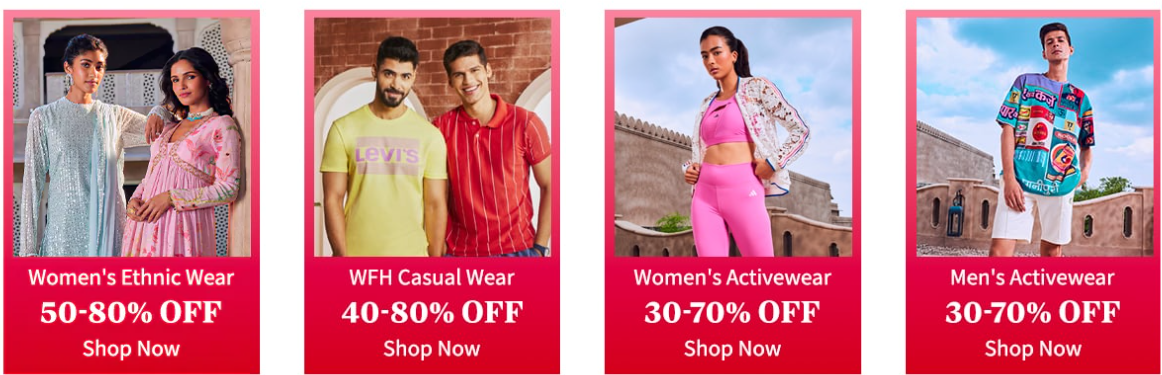 LEVI'S
Women's Ethnic Wear
50-80% OFF
Shop Now
WFH Casual Wear
40-80% OFF
Shop Now
Women's Activewear
30-70% OFF
Shop Now
Men's Activewear
30-70% OFF
Shop Now